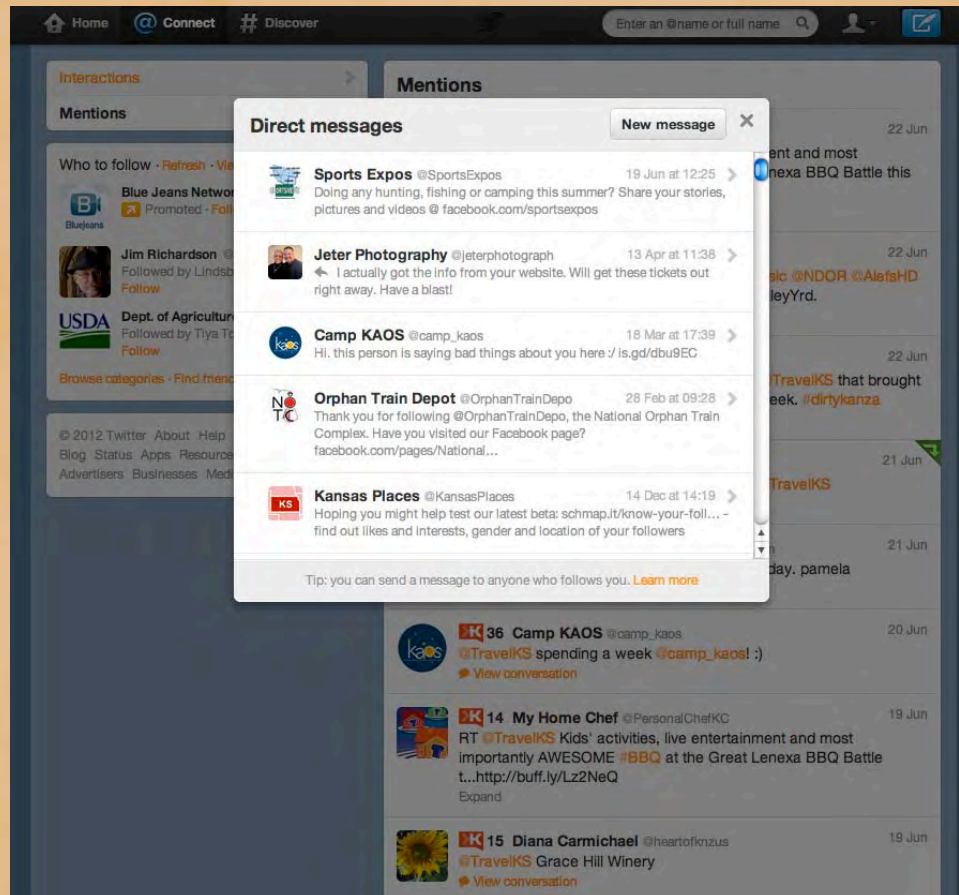 Home @ Connect # Discover
Enter an @name or full name
Interactions
Mentions
Who to follow · Refresh ·
Blue Jeans
Promoted ·
Bluejeans
Jim Richardson
Followed by
Follow
USDA
Dept. of
Followed by Tiya
Follow
Browse categories · Find
© 2012 Twitter About Help
Blog Status Apps
Advertisers Businesses
Mentions
22 Jun
and most
BBQ Battle this
22 Jun
@NDOR @AlefsHD
22 Jun
@TravelKS that brought
#dirtykanza
21 Jun
21 Jun
pamela
Direct messages
New message
Sports Expos @SportsExpos 19 Jun at 12:25
Doing any hunting, fishing or camping this summer? Share your stories,
pictures and videos @ facebook.com/sportsexpos
Jeter Photography @jeterphotograph 13 Apr at 11:38
I actually got the info from your website. Will get these tickets out
right away. Have a blast!
kaos
Camp KAOS @camp_kaos 18 Mar at 17:39
Hi. this person is saying bad things about you here :/ is.gd/dbu9EC
NO
TC
Orphan Train Depot @OrphanTrainDepo 28 Feb at 09:28
Thank you for following @OrphanTrainDepo, the National Orphan Train
Complex. Have you visited our Facebook page?
facebook.com/pages/National...
KS
Kansas Places @KansasPlaces 14 Dec at 14:19
Hoping you might help test our latest beta: schmap.it/know-your-foll... -
find out likes and interests, gender and location of your followers
Tip: you can send a message to anyone who follows you. Learn more
kaos
36 Camp KAOS @camp_kaos 20 Jun
@TravelKS spending a week @camp_kaos! :)
View conversation
14 My Home Chef @PersonalChefKC 19 Jun
RT @TravelKS Kids' activities, live entertainment and most
importantly AWESOME #BBQ at the Great Lenexa BBQ Battle
t...http://buff.ly/Lz2NeQ
Expand
15 Diana Carmichael @heartofknzus 19 Jun
@TravelKS Grace Hill Winery
View conversation